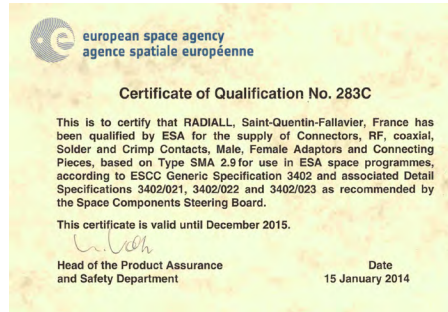 european space agency
agence spatiale européenne
Certificate of Qualification No. 283C
This is to certify that RADIALL, Saint-Quentin-Fallavier, France has
been qualified by ESA for the supply of Connectors, RF, coaxial,
Solder and Crimp Contacts, Male, Female Adaptors and Connecting
Pieces, based on Type SMA 2.9 for use in ESA space programmes,
according to ESCC Generic Specification 3402 and associated Detail
Specifications 3402/021, 3402/022 and 3402/023 as recommended by
the Space Components Steering Board.
This certificate is valid until December 2015.
Head of the Product Assurance
and Safety Department
Date
15 January 2014